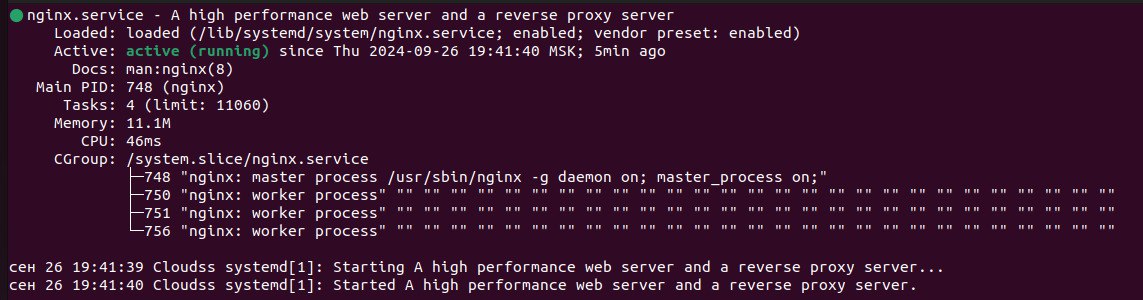 ● nginx.service - A high performance web server and a reverse proxy server
Loaded: loaded (/lib/systemd/system/nginx.service; enabled; vendor preset: enabled)
Active: active (running) since Thu 2024-09-26 19:41:40 MSK; 5min ago
Docs: man:nginx(8)
Main PID: 748 (nginx)
Tasks: 4 (limit: 11060)
Memory: 11.1M
CPU: 46ms
CGroup: /system.slice/nginx.service
├─748 "nginx: master process /usr/sbin/nginx -g daemon on; master_process on;"
├─750 "nginx: worker process" "" "" "" "" "" "" "" "" "" "" "" "" "" "" "" "" "" "" "" "" "" "" "" "" "" "" ""
├─751 "nginx: worker process" "" "" "" "" "" "" "" "" "" "" "" "" "" "" "" "" "" "" "" "" "" "" "" "" "" "" ""
└─756 "nginx: worker process" "" "" "" "" "" "" "" "" "" "" "" "" "" "" "" "" "" "" "" "" "" "" "" "" "" "" ""
сен 26 19:41:39 Cloudss systemd[1]: Starting A high performance web server and a reverse proxy server...
сен 26 19:41:40 Cloudss systemd[1]: Started A high performance web server and a reverse proxy server.